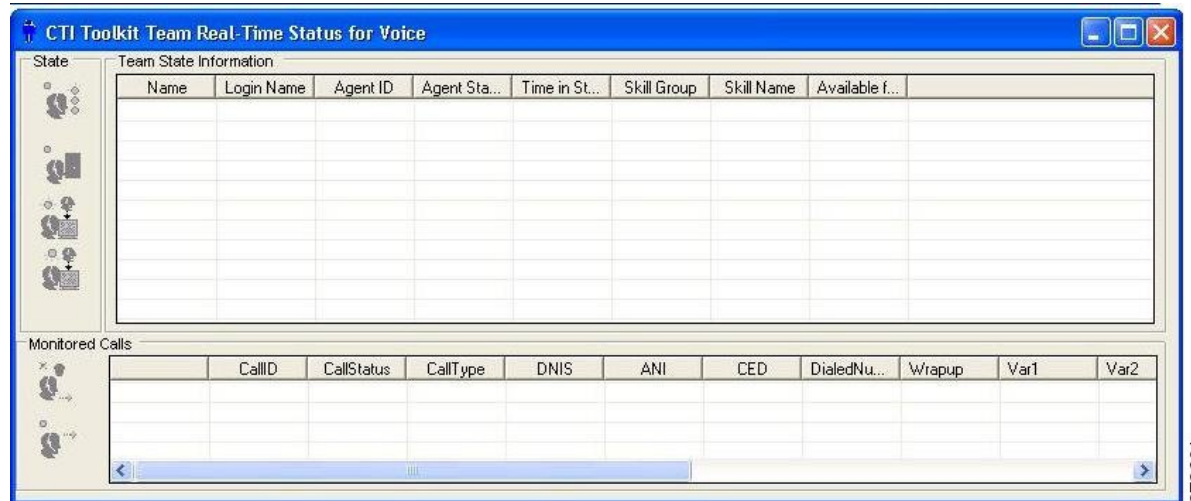 CTI Toolkit Team Real-Time Status for Voice
State
Team State Information
Name Login Name Agent ID Agent Sta... Time in St... Skill Group Skill Name Available f...
Monitored Calls
CallID CallStatus CallType DNIS ANI CED DialedNu... Wrapup Var1 Var2